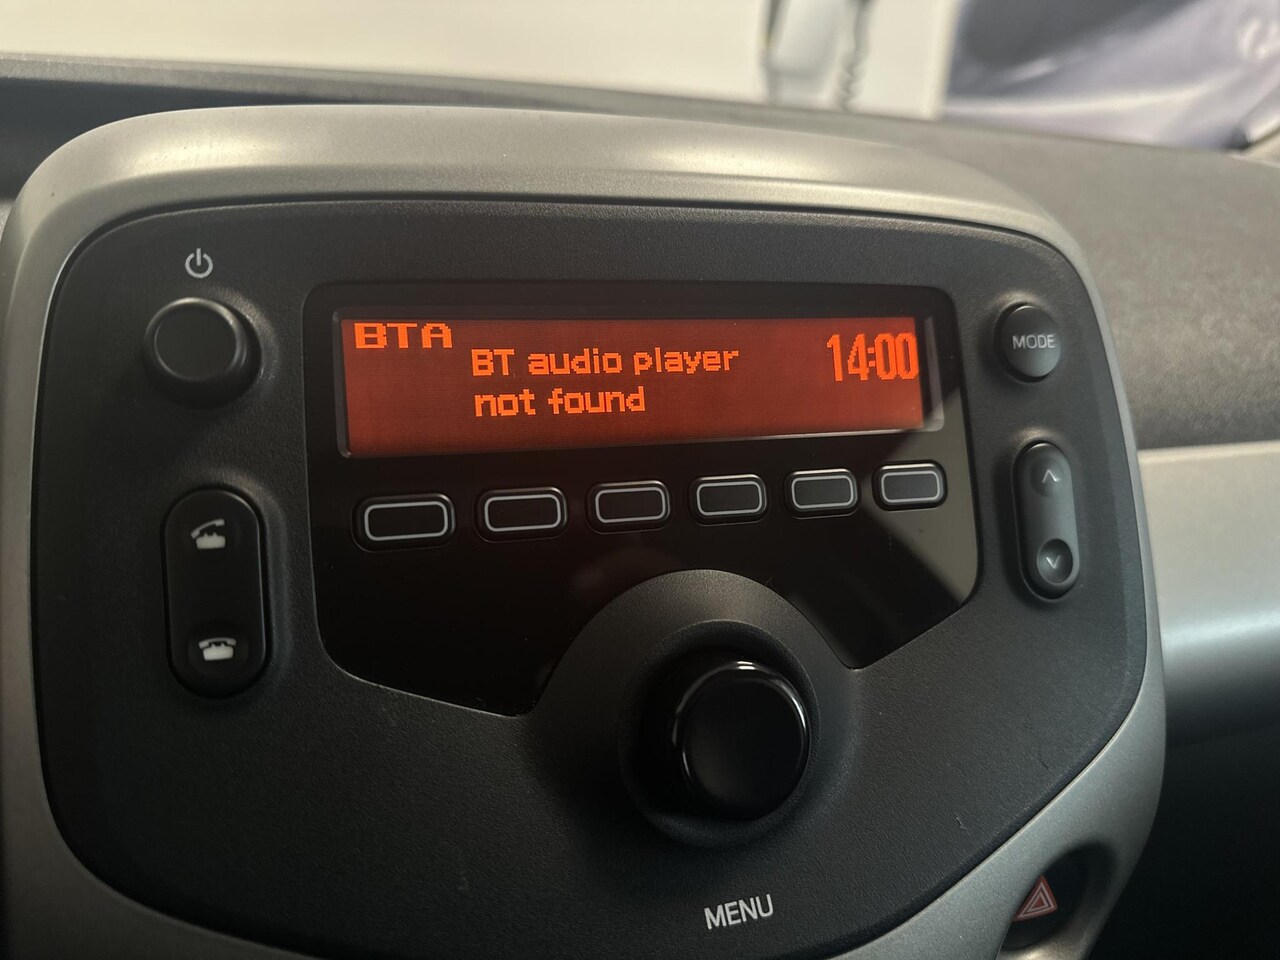 BTA
BT audio player
not found
14:00
MODE
MENU